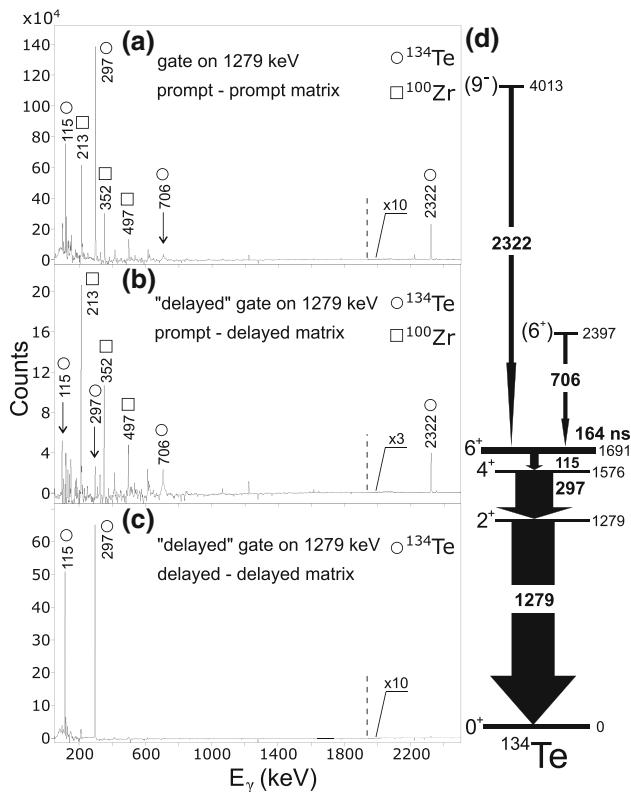 x10⁴
(a)
gate on 1279 keV
prompt - prompt matrix
○ ¹³⁴Te
□ ¹⁰⁰Zr
140
120
100
80
60
40
20
0
115
213
297
352
497
706
x10
2322
(b)
"delayed" gate on 1279 keV
prompt - delayed matrix
○ ¹³⁴Te
□ ¹⁰⁰Zr
20
16
12
8
4
0
115
213
297
352
497
706
x3
2322
Counts
(c)
"delayed" gate on 1279 keV
delayed - delayed matrix
○ ¹³⁴Te
60
50
40
30
20
10
0
115
297
x10
200
600
1000
1400
1800
2200
Eγ (keV)
(d)
(9⁻)
4013
2322
(6⁺)
2397
706
164 ns
6⁺
1691
115
4⁺
1576
297
2⁺
1279
1279
0⁺
0
¹³⁴Te